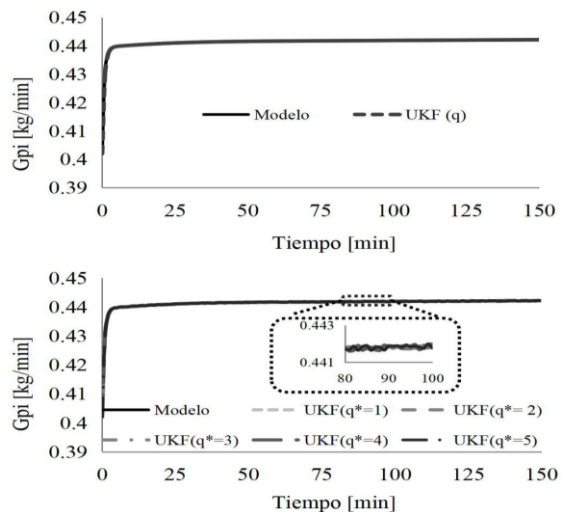 0.45
0.44
0.43
0.42
0.41
0.4
0.39
Gpi [kg/min]
Modelo UKF (q)
0 25 50 75 100 125 150
Tiempo [min]
0.45
0.44
0.43
0.42
0.41
0.4
0.39
Gpi [kg/min]
0.443
0.441
80 90 100
Modelo UKF(q*=1) UKF(q*= 2)
UKF(q*=3) UKF(q*=4) UKF(q*=5)
0 25 50 75 100 125 150
Tiempo [min]